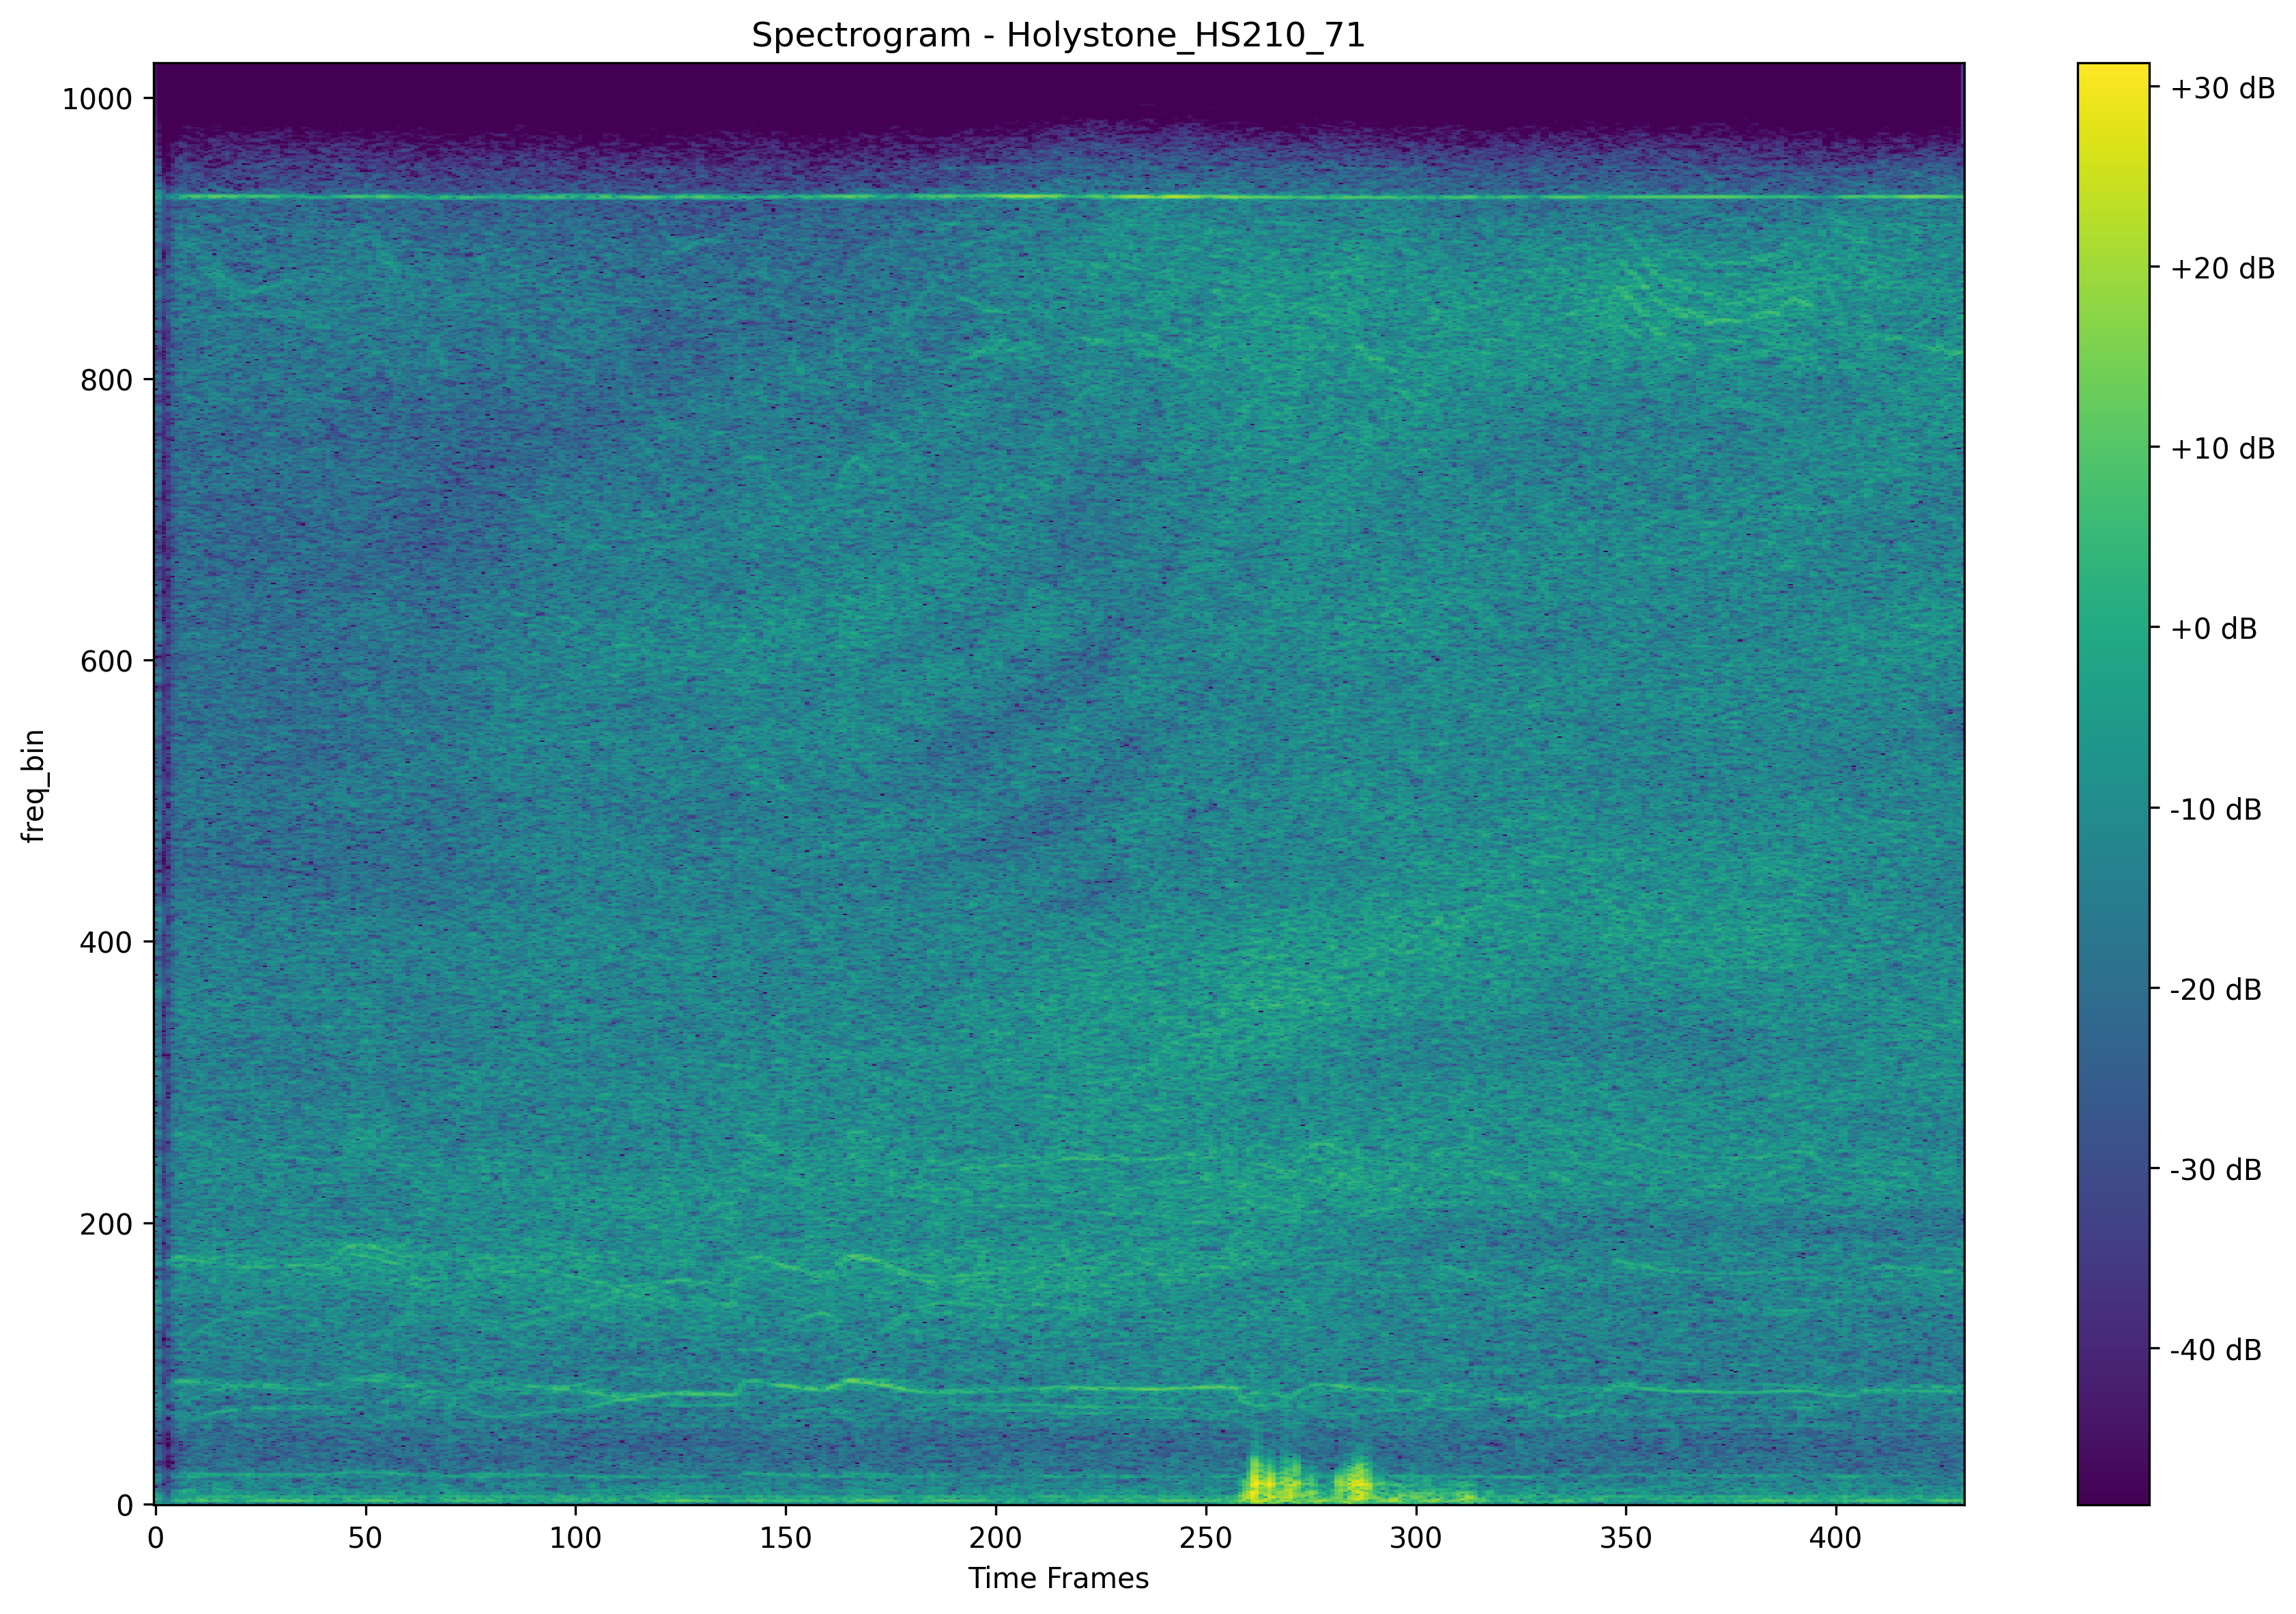 Spectrogram - Holystone_HS210_71
1000
800
600
400
200
0
freq_bin
0 50 100 150 200 250 300 350 400
Time Frames
+30 dB
+20 dB
+10 dB
+0 dB
-10 dB
-20 dB
-30 dB
-40 dB